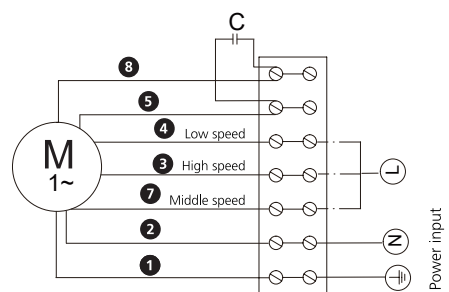 C
8
5
4 Low speed
3 High speed
7 Middle speed
2
1
M
1~
L
N
Power input